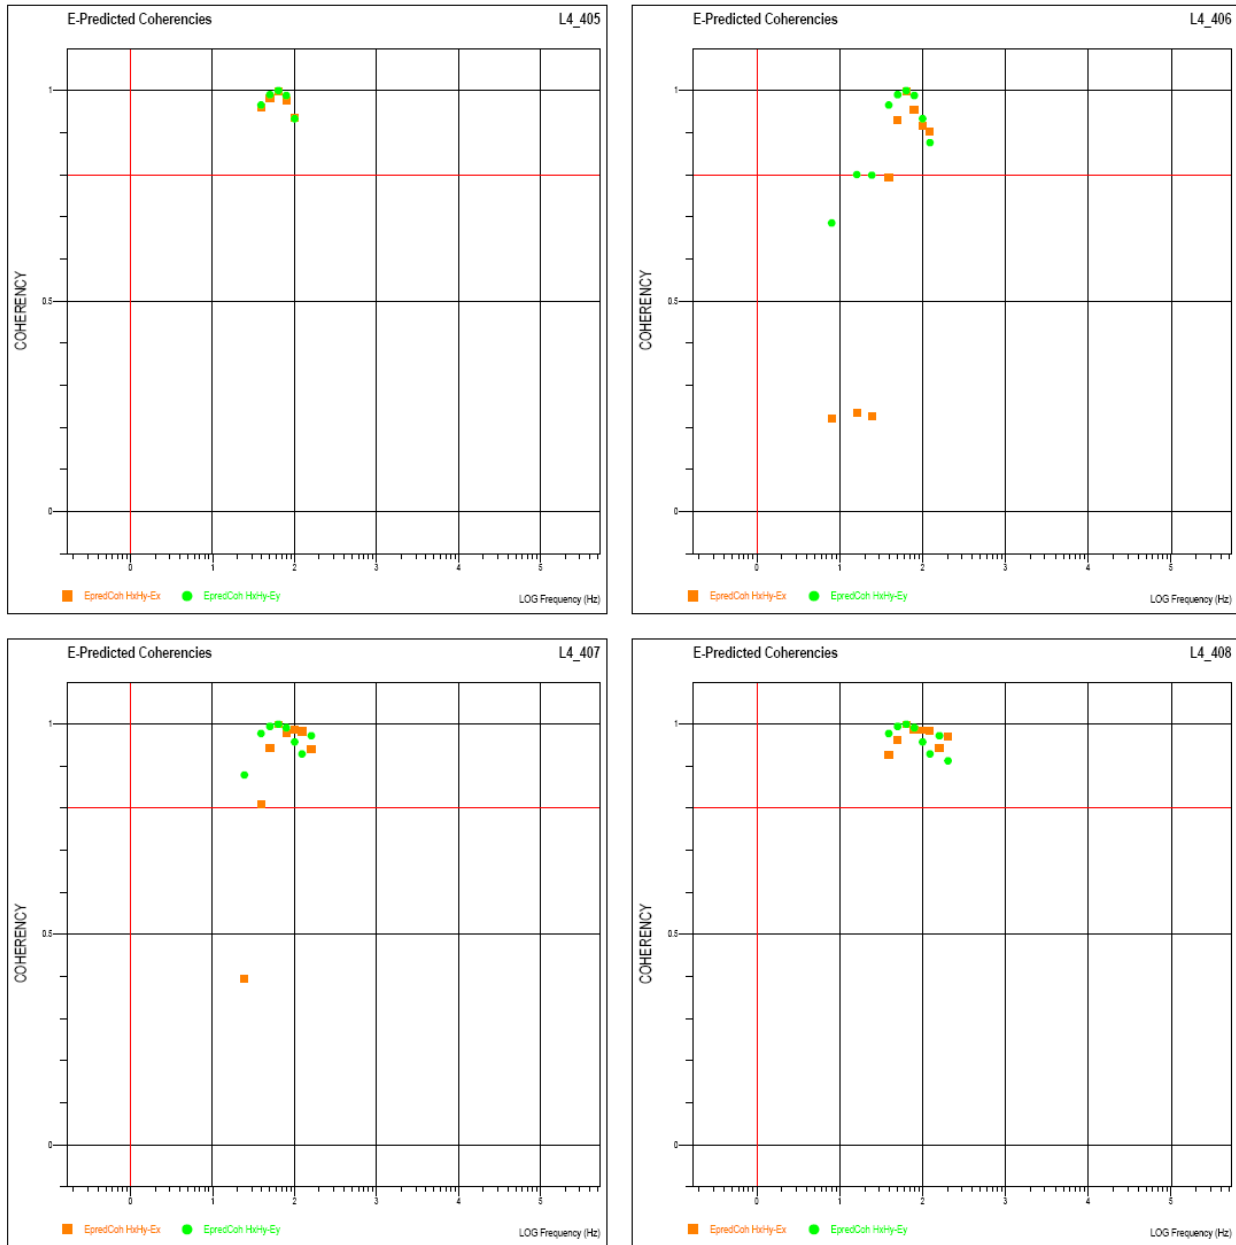 E-Predicted Coherencies L4_405
1
0.5
0
COHERENCY
0 1 2 3 4 5
EpredCoh HxHy-Ex EpredCoh HxHy-Ey LOG Frequency (Hz)
E-Predicted Coherencies L4_406
1
0.5
0
COHERENCY
0 1 2 3 4 5
EpredCoh HxHy-Ex EpredCoh HxHy-Ey LOG Frequency (Hz)
E-Predicted Coherencies L4_407
1
0.5
0
COHERENCY
0 1 2 3 4 5
EpredCoh HxHy-Ex EpredCoh HxHy-Ey LOG Frequency (Hz)
E-Predicted Coherencies L4_408
1
0.5
0
COHERENCY
0 1 2 3 4 5
EpredCoh HxHy-Ex EpredCoh HxHy-Ey LOG Frequency (Hz)